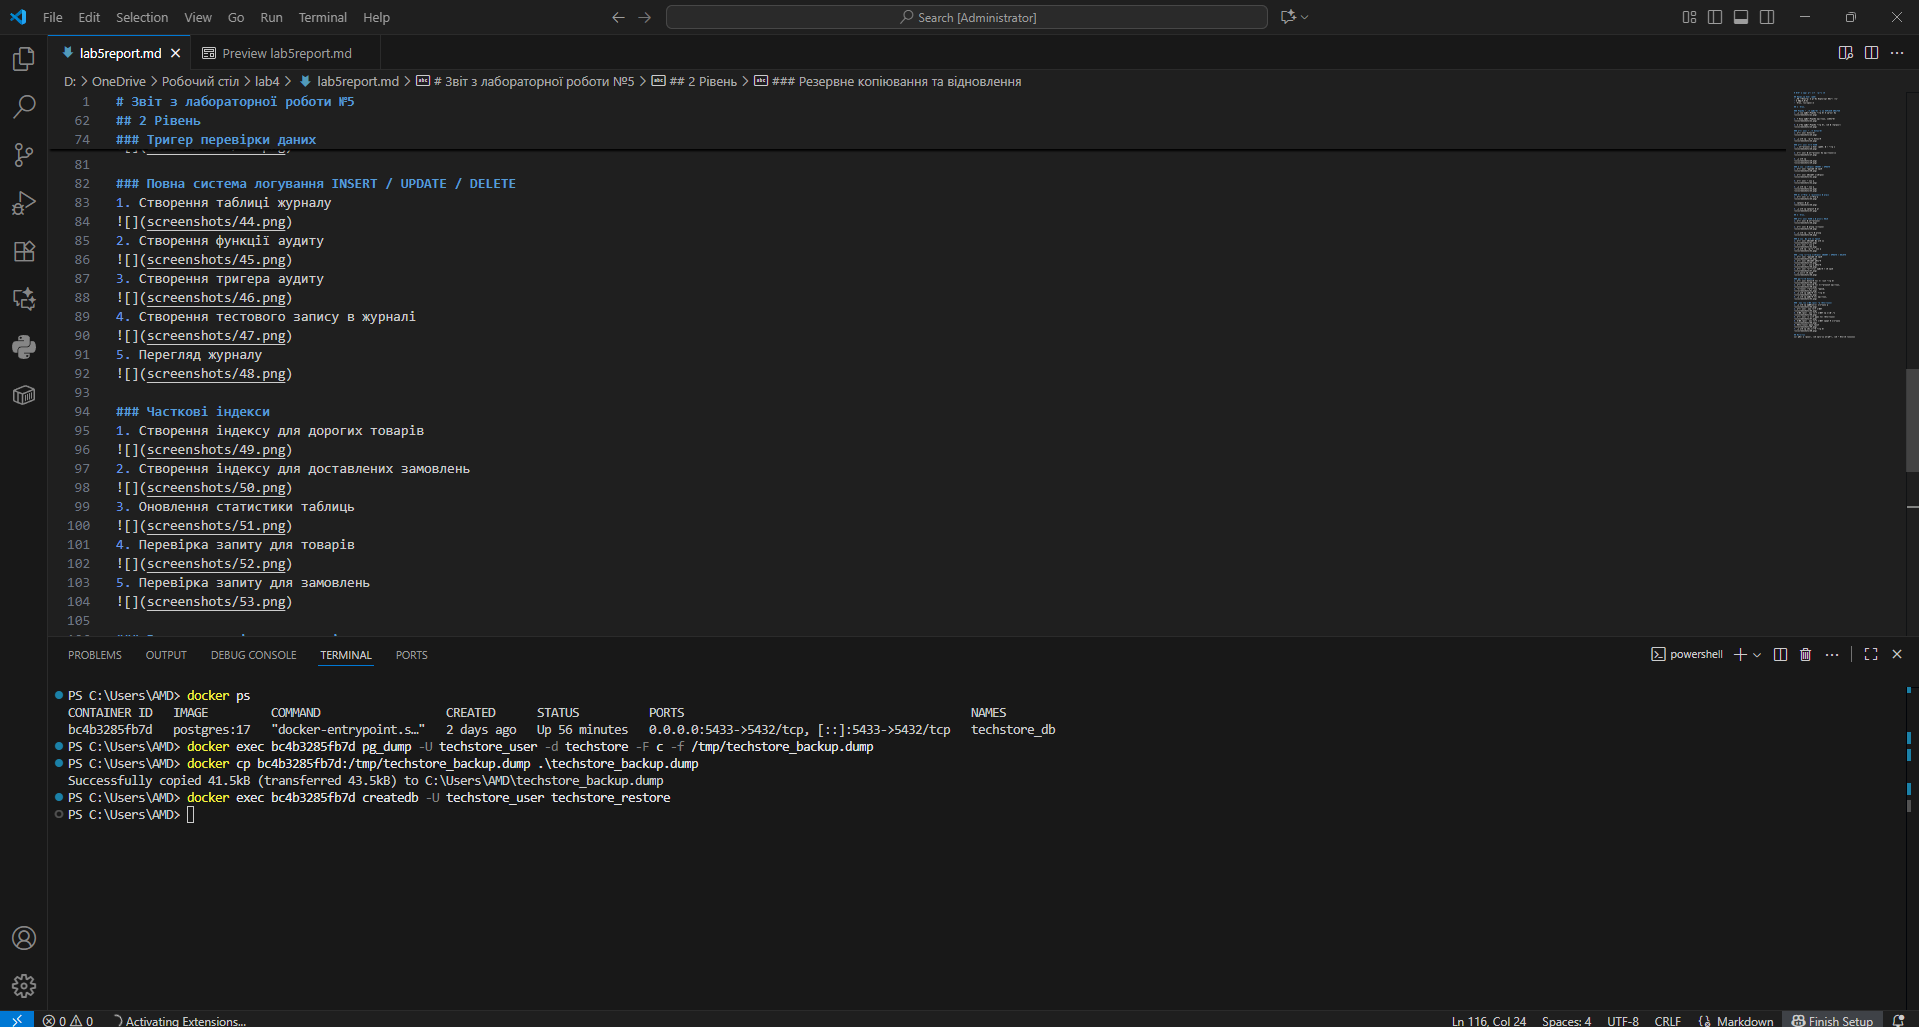 File Edit Selection View Go Run Terminal Help
Search [Administrator]
lab5report.md
Preview lab5report.md
D: > OneDrive > Робочий стіл > lab4 > lab5report.md > # Звіт з лабораторної роботи №5 > ## 2 Рівень > ### Резервне копіювання та відновлення
1 # Звіт з лабораторної роботи №5
62 ## 2 Рівень
74 ### Тригер перевірки даних
81
82 ### Повна система логування INSERT / UPDATE / DELETE
83 1. Створення таблиці журналу
84 ![](screenshots/44.png)
85 2. Створення функції аудиту
86 ![](screenshots/45.png)
87 3. Створення тригера аудиту
88 ![](screenshots/46.png)
89 4. Створення тестового запису в журналі
90 ![](screenshots/47.png)
91 5. Перегляд журналу
92 ![](screenshots/48.png)
93
94 ### Часткові індекси
95 1. Створення індексу для дорогих товарів
96 ![](screenshots/49.png)
97 2. Створення індексу для доставлених замовлень
98 ![](screenshots/50.png)
99 3. Оновлення статистики таблиць
100 ![](screenshots/51.png)
101 4. Перевірка запиту для товарів
102 ![](screenshots/52.png)
103 5. Перевірка запиту для замовлень
104 ![](screenshots/53.png)
105
PROBLEMS OUTPUT DEBUG CONSOLE TERMINAL PORTS
powershell
PS C:\Users\AMD> docker ps
CONTAINER ID IMAGE COMMAND CREATED STATUS PORTS NAMES
bc4b3285fb7d postgres:17 "docker-entrypoint.s…" 2 days ago Up 56 minutes 0.0.0.0:5433->5432/tcp, [::]:5433->5432/tcp techstore_db
PS C:\Users\AMD> docker exec bc4b3285fb7d pg_dump -U techstore_user -d techstore -F c -f /tmp/techstore_backup.dump
PS C:\Users\AMD> docker cp bc4b3285fb7d:/tmp/techstore_backup.dump .\techstore_backup.dump
Successfully copied 41.5kB (transferred 43.5kB) to C:\Users\AMD\techstore_backup.dump
PS C:\Users\AMD> docker exec bc4b3285fb7d createdb -U techstore_user techstore_restore
PS C:\Users\AMD>
0 0 Activating Extensions...
Ln 116, Col 24 Spaces: 4 UTF-8 CRLF {} Markdown Finish Setup